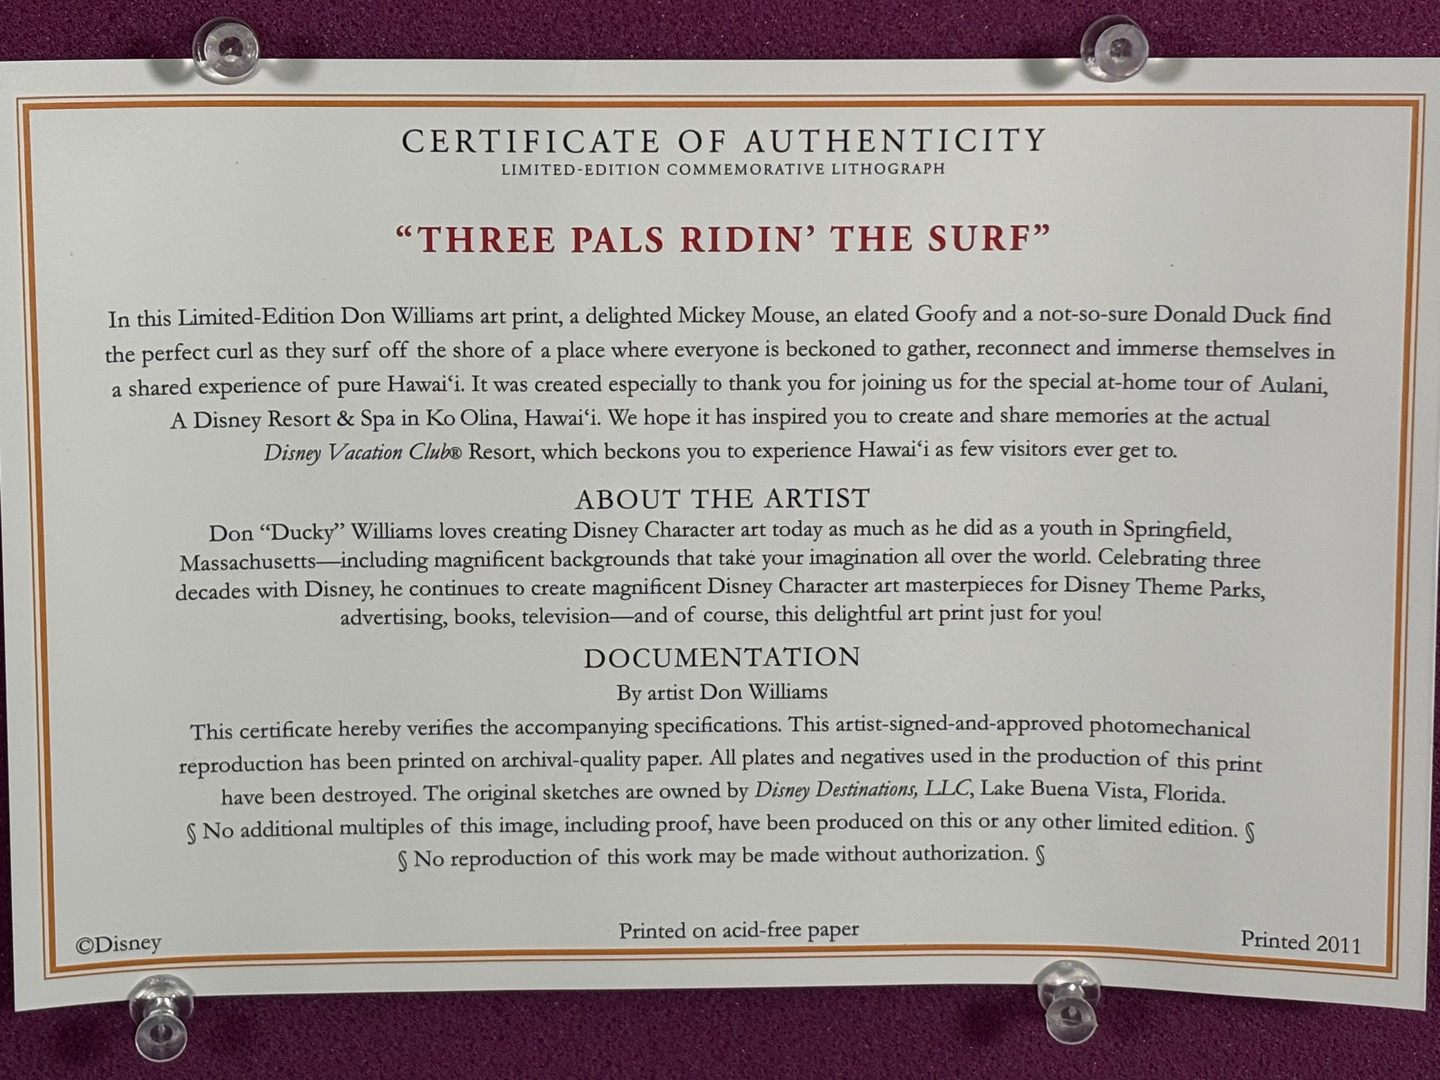 CERTIFICATE OF AUTHENTICITY
LIMITED-EDITION COMMEMORATIVE LITHOGRAPH
“THREE PALS RIDIN’ THE SURF”
In this Limited-Edition Don Williams art print, a delighted Mickey Mouse, an elated Goofy and a not-so-sure Donald Duck find
the perfect curl as they surf off the shore of a place where everyone is beckoned to gather, reconnect and immerse themselves in
a shared experience of pure Hawai‘i. It was created especially to thank you for joining us for the special at-home tour of Aulani,
A Disney Resort & Spa in Ko Olina, Hawai‘i. We hope it has inspired you to create and share memories at the actual
Disney Vacation Club® Resort, which beckons you to experience Hawai‘i as few visitors ever get to.
ABOUT THE ARTIST
Don “Ducky” Williams loves creating Disney Character art today as much as he did as a youth in Springfield,
Massachusetts—including magnificent backgrounds that take your imagination all over the world. Celebrating three
decades with Disney, he continues to create magnificent Disney Character art masterpieces for Disney Theme Parks,
advertising, books, television—and of course, this delightful art print just for you!
DOCUMENTATION
By artist Don Williams
This certificate hereby verifies the accompanying specifications. This artist-signed-and-approved photomechanical
reproduction has been printed on archival-quality paper. All plates and negatives used in the production of this print
have been destroyed. The original sketches are owned by Disney Destinations, LLC, Lake Buena Vista, Florida.
§ No additional multiples of this image, including proof, have been produced on this or any other limited edition. §
§ No reproduction of this work may be made without authorization. §
©Disney
Printed on acid-free paper
Printed 2011